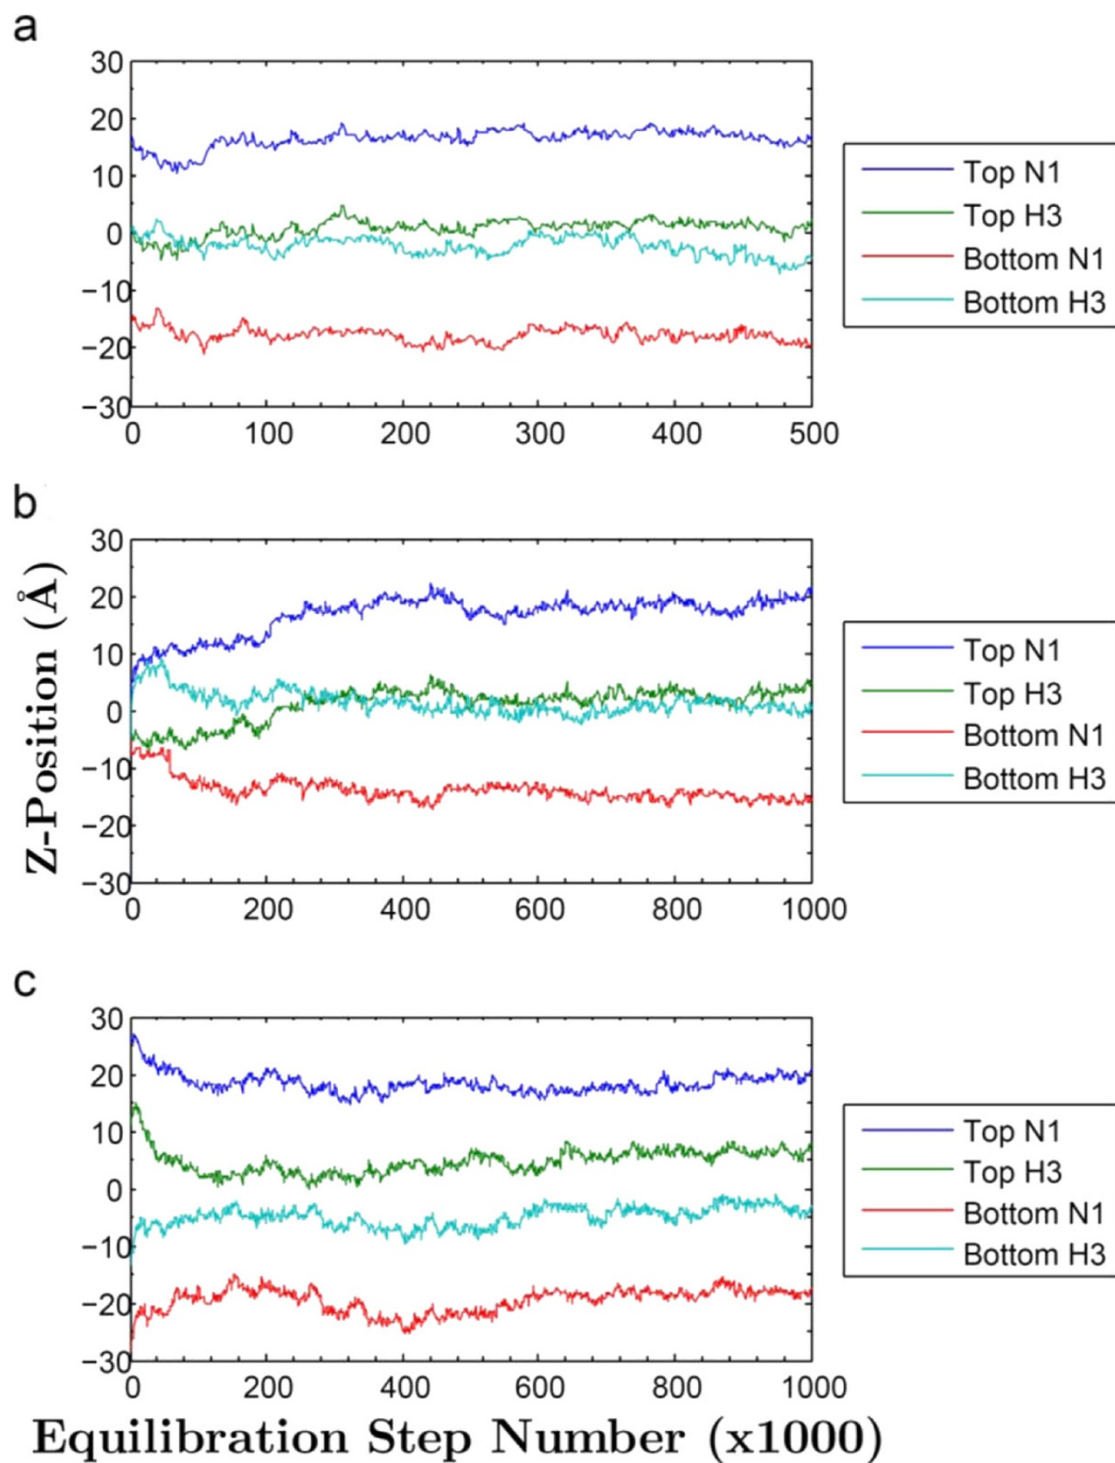 a
30
20
10
0
−10
−20
−30
0 100 200 300 400 500
Top N1
Top H3
Bottom N1
Bottom H3
b
Z-Position (Å)
30
20
10
0
−10
−20
−30
0 200 400 600 800 1000
Top N1
Top H3
Bottom N1
Bottom H3
c
30
20
10
0
−10
−20
−30
0 200 400 600 800 1000
Top N1
Top H3
Bottom N1
Bottom H3
Equilibration Step Number (x1000)